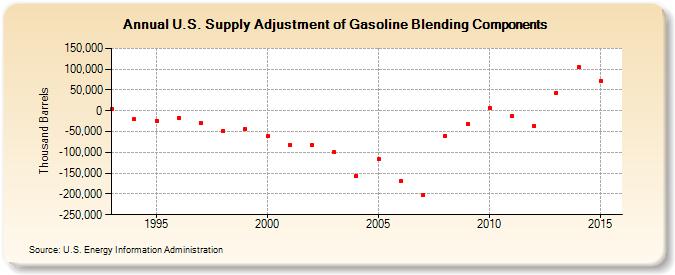 Annual U.S. Supply Adjustment of Gasoline Blending Components
Thousand Barrels
150,000
100,000
50,000
0
-50,000
-100,000
-150,000
-200,000
-250,000
1995 2000 2005 2010 2015
Source: U.S. Energy Information Administration